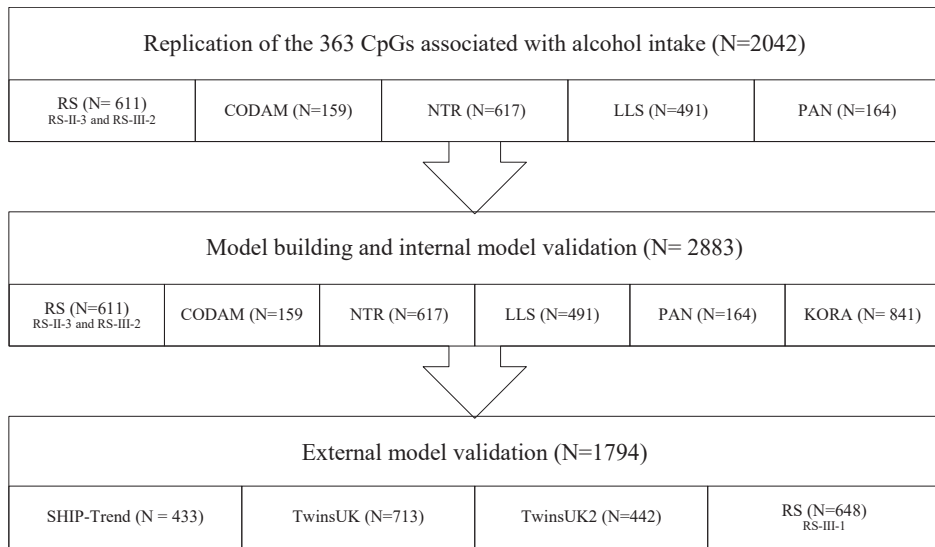 Replication of the 363 CpGs associated with alcohol intake (N=2042)
RS (N= 611)
RS-II-3 and RS-III-2
CODAM (N=159)
NTR (N=617)
LLS (N=491)
PAN (N=164)
Model building and internal model validation (N= 2883)
RS (N=611)
RS-II-3 and RS-III-2
CODAM (N=159
NTR (N=617)
LLS (N=491)
PAN (N=164)
KORA (N= 841)
External model validation (N=1794)
SHIP-Trend (N = 433)
TwinsUK (N=713)
TwinsUK2 (N=442)
RS (N=648)
RS-III-1